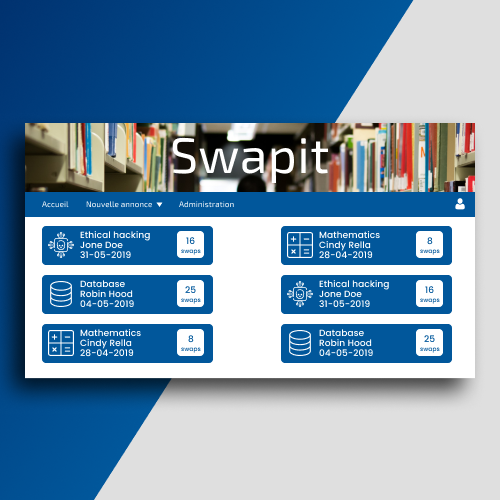 Swapit
Accueil Nouvelle annonce Administration
Ethical hacking
Jone Doe
31-05-2019
16
swaps
Mathematics
Cindy Rella
28-04-2019
8
swaps
Database
Robin Hood
04-05-2019
25
swaps
Ethical hacking
Jone Doe
31-05-2019
16
swaps
Mathematics
Cindy Rella
28-04-2019
8
swaps
Database
Robin Hood
04-05-2019
25
swaps